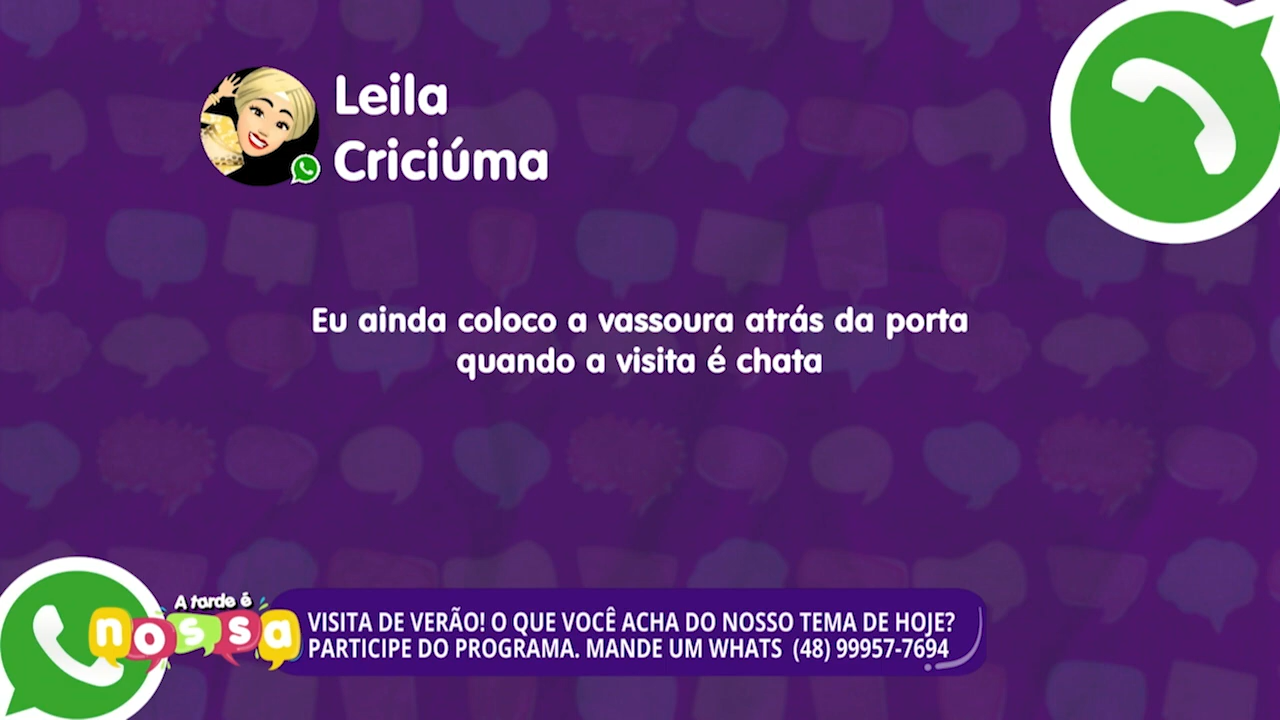 Leila
Criciúma
Eu ainda coloco a vassoura atrás da porta
quando a visita é chata
A tarde é
nossa
VISITA DE VERÃO! O QUE VOCÊ ACHA DO NOSSO TEMA DE HOJE?
PARTICIPE DO PROGRAMA. MANDE UM WHATS (48) 99957-7694